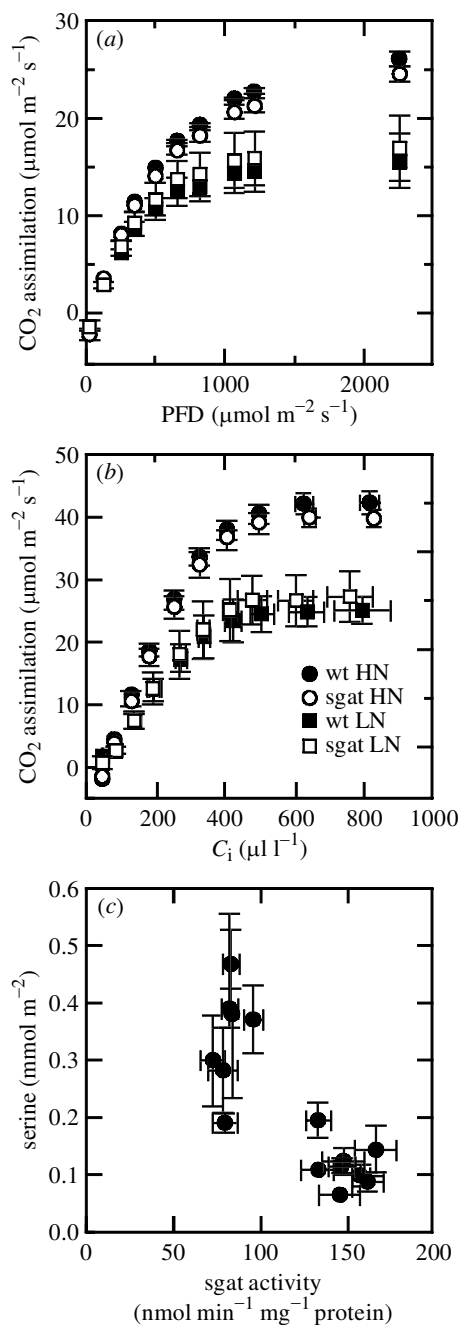 (a)
30
20
10
0
CO₂ assimilation (μmol m⁻² s⁻¹)
0 1000 2000
PFD (μmol m⁻² s⁻¹)
(b)
50
40
30
20
10
0
CO₂ assimilation (μmol m⁻² s⁻¹)
wt HN
sgat HN
wt LN
sgat LN
0 200 400 600 800 1000
Cᵢ (μl l⁻¹)
(c)
0.6
0.5
0.4
0.3
0.2
0.1
0.0
seriine (mmol m⁻²)
0 50 100 150 200
sgat activity
(nmol min⁻¹ mg⁻¹ protein)